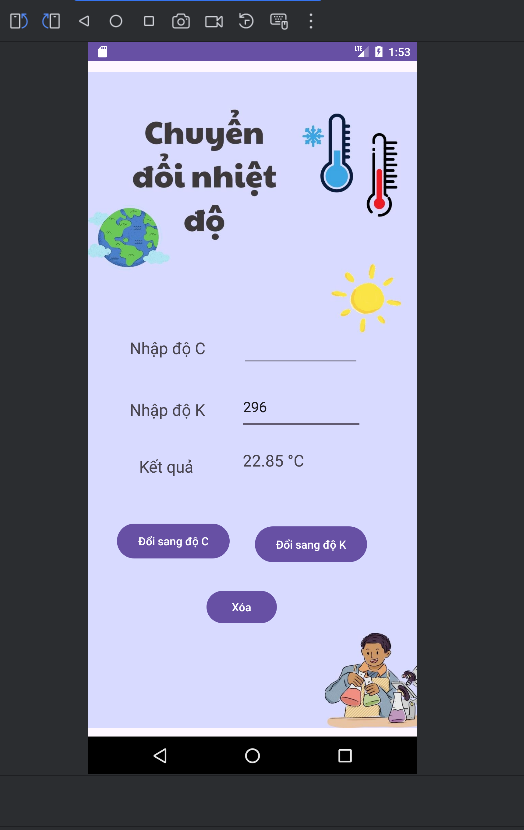 LTE 1:53
Chuyển
đổi nhiệt
độ
Nhập độ C
Nhập độ K 296
Kết quả 22.85 °C
Đổi sang độ C Đổi sang độ K
Xóa